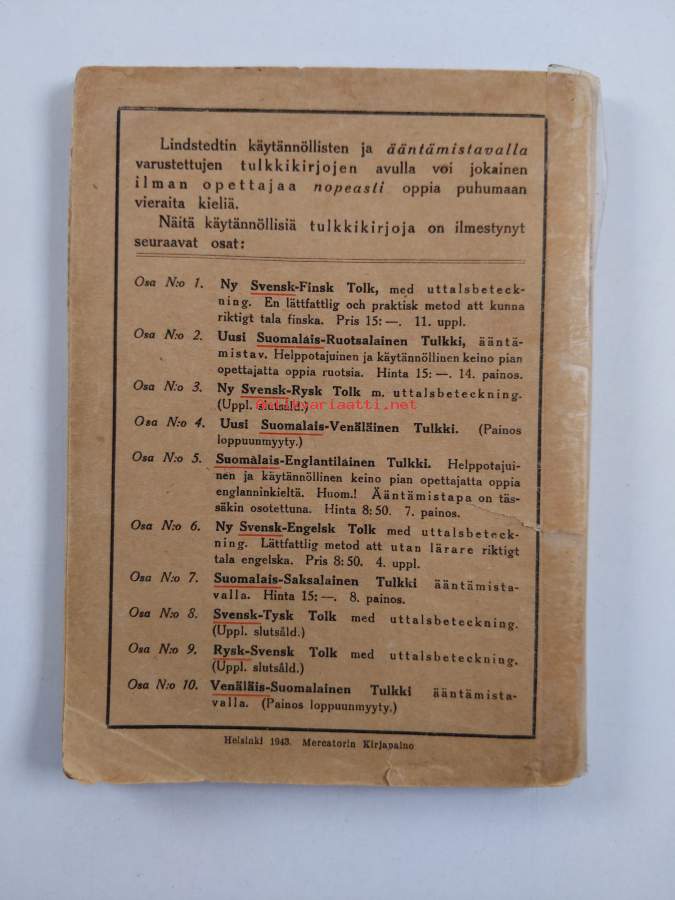 Lindstedtin käytännöllisten ja ääntämistavalla
varustettujen tulkkikirjojen avulla voi jokainen
ilman opettajaa nopeasti oppia puhumaan
vieraita kieliä.
Näitä käytännöllisiä tulkkikirjoja on ilmestynyt
seuraavat osat:
Osa N:o 1. Ny Svensk-Finsk Tolk, med uttalsbeteck-
ning. En lättfattlig och praktisk metod att kunna
riktigt tala finska. Pris 15: —. 11. uppl.
Osa N:o 2. Uusi Suomalais-Ruotsalainen Tulkki, ääntä-
mistav. Helppotajuinen ja käytännöllinen keino pian
opettajatta oppia ruotsia. Hinta 15: —. 14. painos.
Osa N:o 3. Ny Svensk-Rysk Tolk m. uttalsbeteckning.
(Uppl. slutsåld.)
Osa N:o 4. Uusi Suomalais-Venäläinen Tulkki. (Painos
loppuunmyyty.)
Osa N:o 5. Suomalais-Englantilainen Tulkki. Helppotajui-
nen ja käytännöllinen keino pian opettajatta oppia
englanninkieltä. Huom.! Ääntämistapa on täs-
säkin osotettuna. Hinta 8: 50. 7. painos.
Osa N:o 6. Ny Svensk-Engelsk Tolk med uttalsbeteck-
ning. Lättfattlig metod att utan lärare riktigt
tala engelska. Pris 8: 50. 4. uppl.
Osa N:o 7. Suomalais-Saksalainen Tulkki ääntämista-
valla. Hinta 15: —. 8. painos.
Osa N:o 8. Svensk-Tysk Tolk med uttalsbeteckning.
(Uppl. slutsåld.)
Osa N:o 9. Rysk-Svensk Tolk med uttalsbeteckning.
(Uppl. slutsåld.)
Osa N:o 10. Venäläis-Suomalainen Tulkki ääntämista-
valla. (Painos loppuunmyyty.)
Helsinki 1943. Mercatorin Kirjapaino